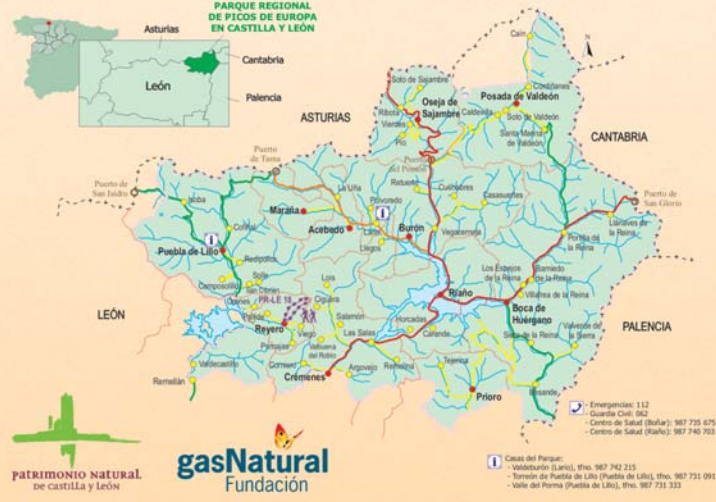 PARQUE REGIONAL
DE PICOS DE EUROPA
EN CASTILLA Y LEÓN
Asturias
Cantabria
León
Palencia
N
ASTURIAS
CANTABRIA
LEÓN
PALENCIA
Caín
Cordiñanes
Soto de Sajambre
Oseja de
Sajambre
Posada de Valdeón
Ribota
Vierdes
Pío
Caldevilla
Soto de Valdeón
Santa Marina
de Valdeón
Puerto
de Tarna
Puerto
del Pontón
Puerto de
San Isidro
Puerto de
San Glorio
La Uña
Retuerto
Cuénabres
Casasuertes
Isoba
Maraña
Polvoredo
Lario
Acebedo
Burón
Liegos
Vegacerneja
Llánaves de
la Reina
Portilla de
la Reina
Cofiñal
Puebla de Lillo
Redipollos
Solle
San Cibrián
Camposolillo
Orones
Lois
Ciguera
PR-LE 18
Los Espejos
de la Reina
Barniedo
de la Reina
Villafrea de la Reina
Riaño
Boca de
Huérgano
Reyero
Pallide
Viego
Salamón
Primajas
Valbuena
del Roblo
Las Salas
Horcadas
Carande
Siero de la Reina
Valverde de
la Sierra
Valdecastillo
Corniero
Crémenes
Argovejo
Remolina
Tejerina
Prioro
Besande
Ramellán
- Emergencias: 112
- Guardia Civil: 062
- Centro de Salud (Boñar): 987 735 675
- Centro de Salud (Riaño): 987 740 703
i Casas del Parque:
- Valdeburón (Lario), tfno. 987 742 215
- Torreón de Puebla de Lillo (Puebla de Lillo), tfno. 987 731 091
- Valle del Porma (Puebla de Lillo), tfno. 987 731 333
PATRIMONIO NATURAL
DE CASTILLA Y LEÓN
gasNatural
Fundación